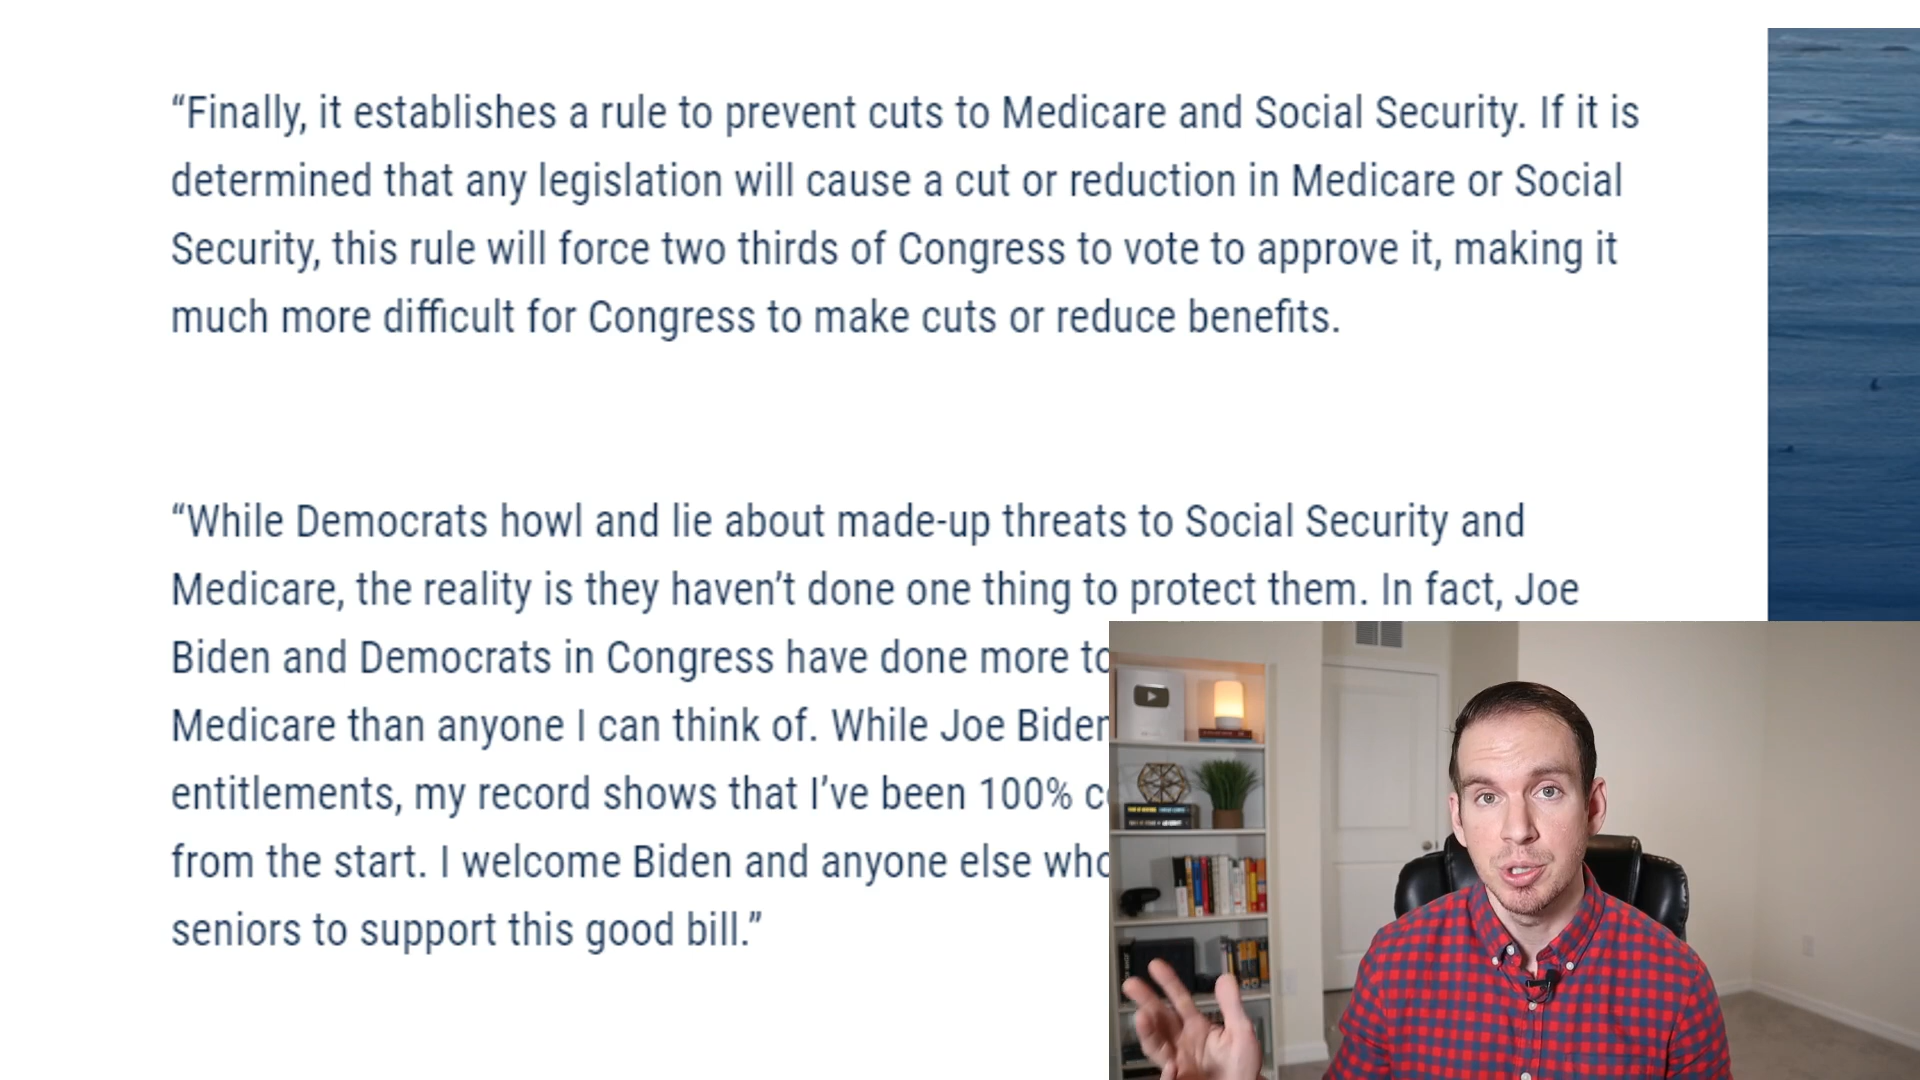 “Finally, it establishes a rule to prevent cuts to Medicare and Social Security. If it is
determined that any legislation will cause a cut or reduction in Medicare or Social
Security, this rule will force two thirds of Congress to vote to approve it, making it
much more difficult for Congress to make cuts or reduce benefits.
“While Democrats howl and lie about made-up threats to Social Security and
Medicare, the reality is they haven’t done one thing to protect them. In fact, Joe
Biden and Democrats in Congress have done more to
Medicare than anyone I can think of. While Joe Biden
entitlements, my record shows that I’ve been 100%
from the start. I welcome Biden and anyone else who
seniors to support this good bill.”